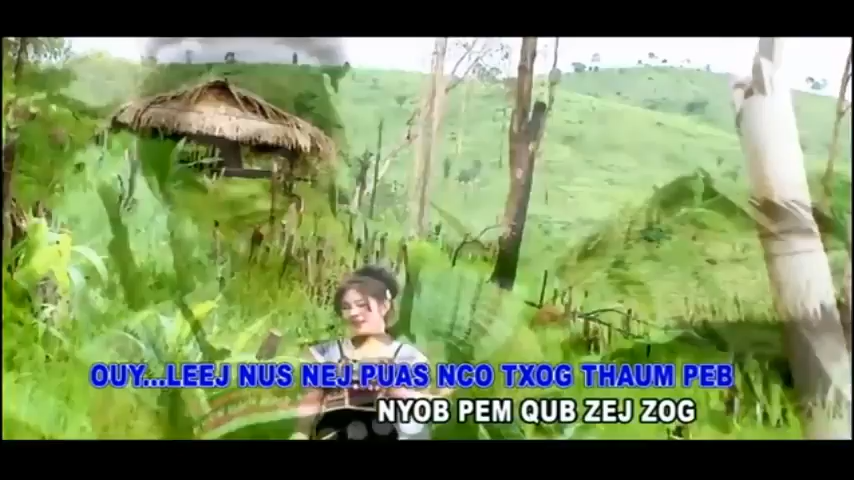 OUY...LEEJ NUS NEJ PUAS NCO TXOG THAUM PEB
NYOB PEM QUB ZEJ ZOG